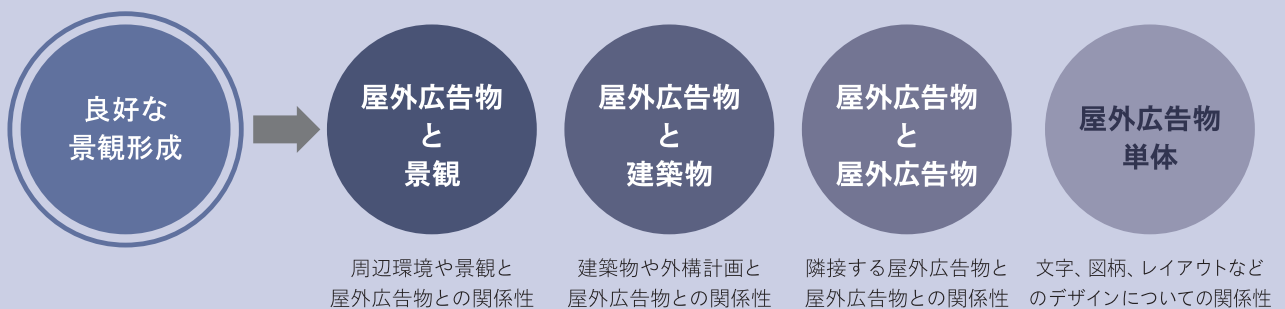 良好な
景観形成
屋外広告物
と
景観
屋外広告物
と
建築物
屋外広告物
と
屋外広告物
屋外広告物
単体
周辺環境や景観と
屋外広告物との関係性
建築物や外構計画と
屋外広告物との関係性
隣接する屋外広告物と
屋外広告物との関係性
文字、図柄、レイアウトなど
のデザインについての関係性